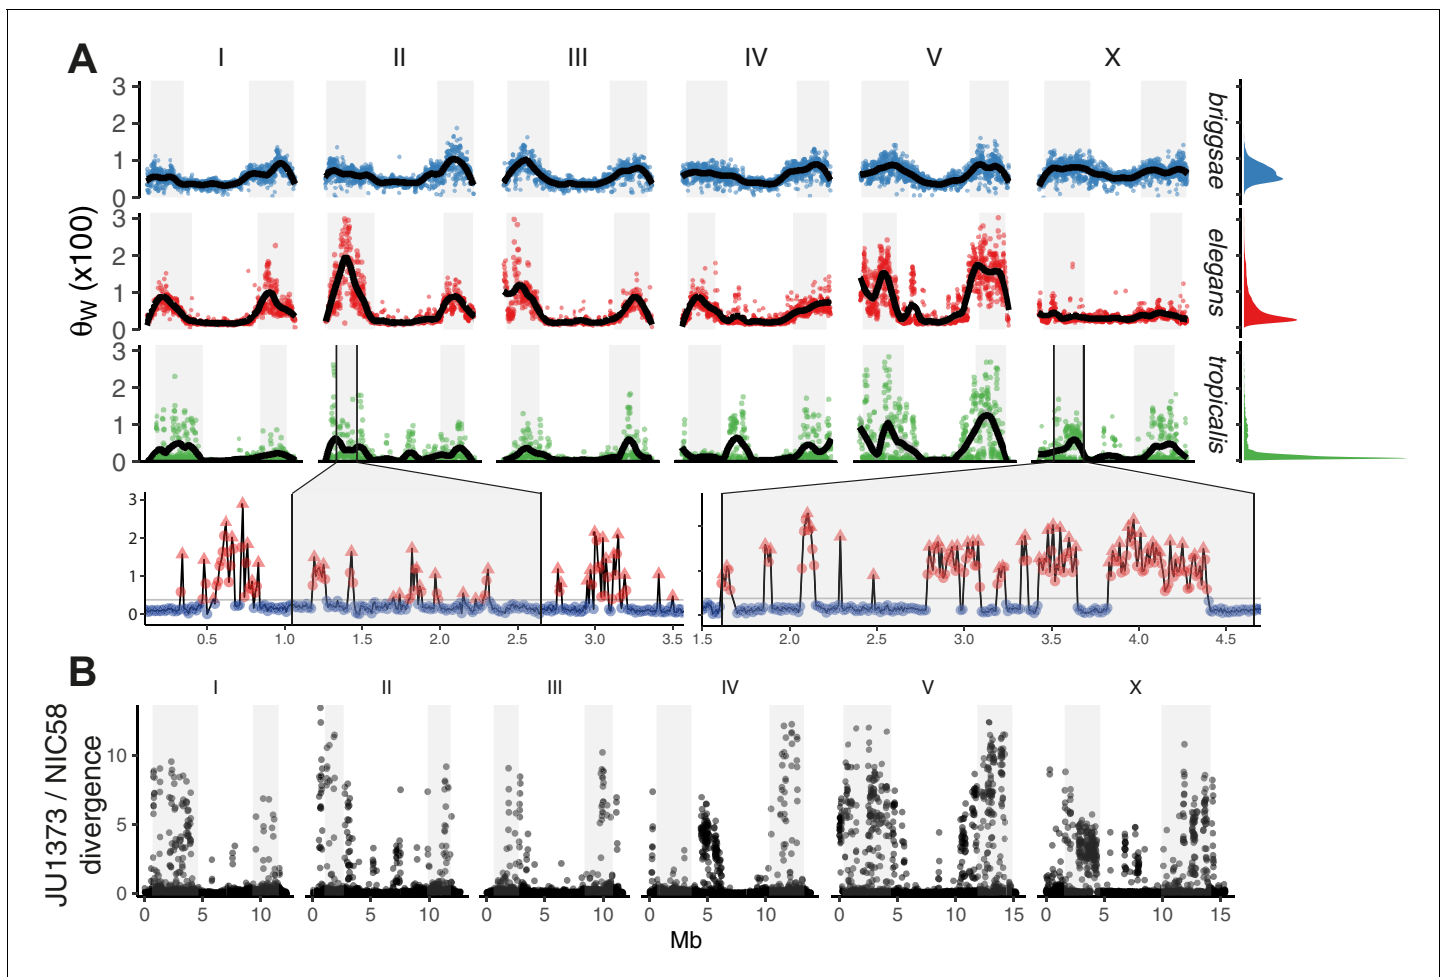 A
I II III IV V X
3
2
1
0
briggsae
θW (x100)
3
2
1
0
elegans
3
2
1
0
tropicalis
3
2
1
0
0.5 1.0 1.5 2.0 2.5 3.0 3.5
1.5 2.0 2.5 3.0 3.5 4.0 4.5
B
I II III IV V X
JU1373 / NIC58
divergence
10
5
0
0 5 10 0 5 10 0 5 10 0 5 10 0 5 10 15 0 5 10 15
Mb